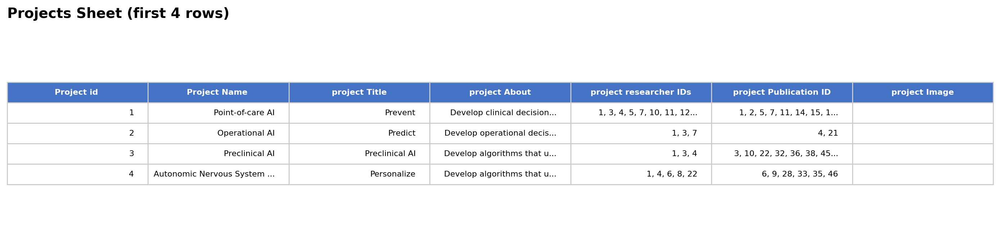 Projects Sheet (first 4 rows)
Project id Project Name project Title project About project researcher IDs project Publication ID project Image
1 Point-of-care AI Prevent Develop clinical decision... 1, 3, 4, 5, 7, 10, 11, 12... 1, 2, 5, 7, 11, 14, 15, 1...
2 Operational AI Predict Develop operational decis... 1, 3, 7 4, 21
3 Preclinical AI Preclinical AI Develop algorithms that u... 1, 3, 4 3, 10, 22, 32, 36, 38, 45...
4 Autonomic Nervous System ... Personalize Develop algorithms that u... 1, 4, 6, 8, 22 6, 9, 28, 33, 35, 46